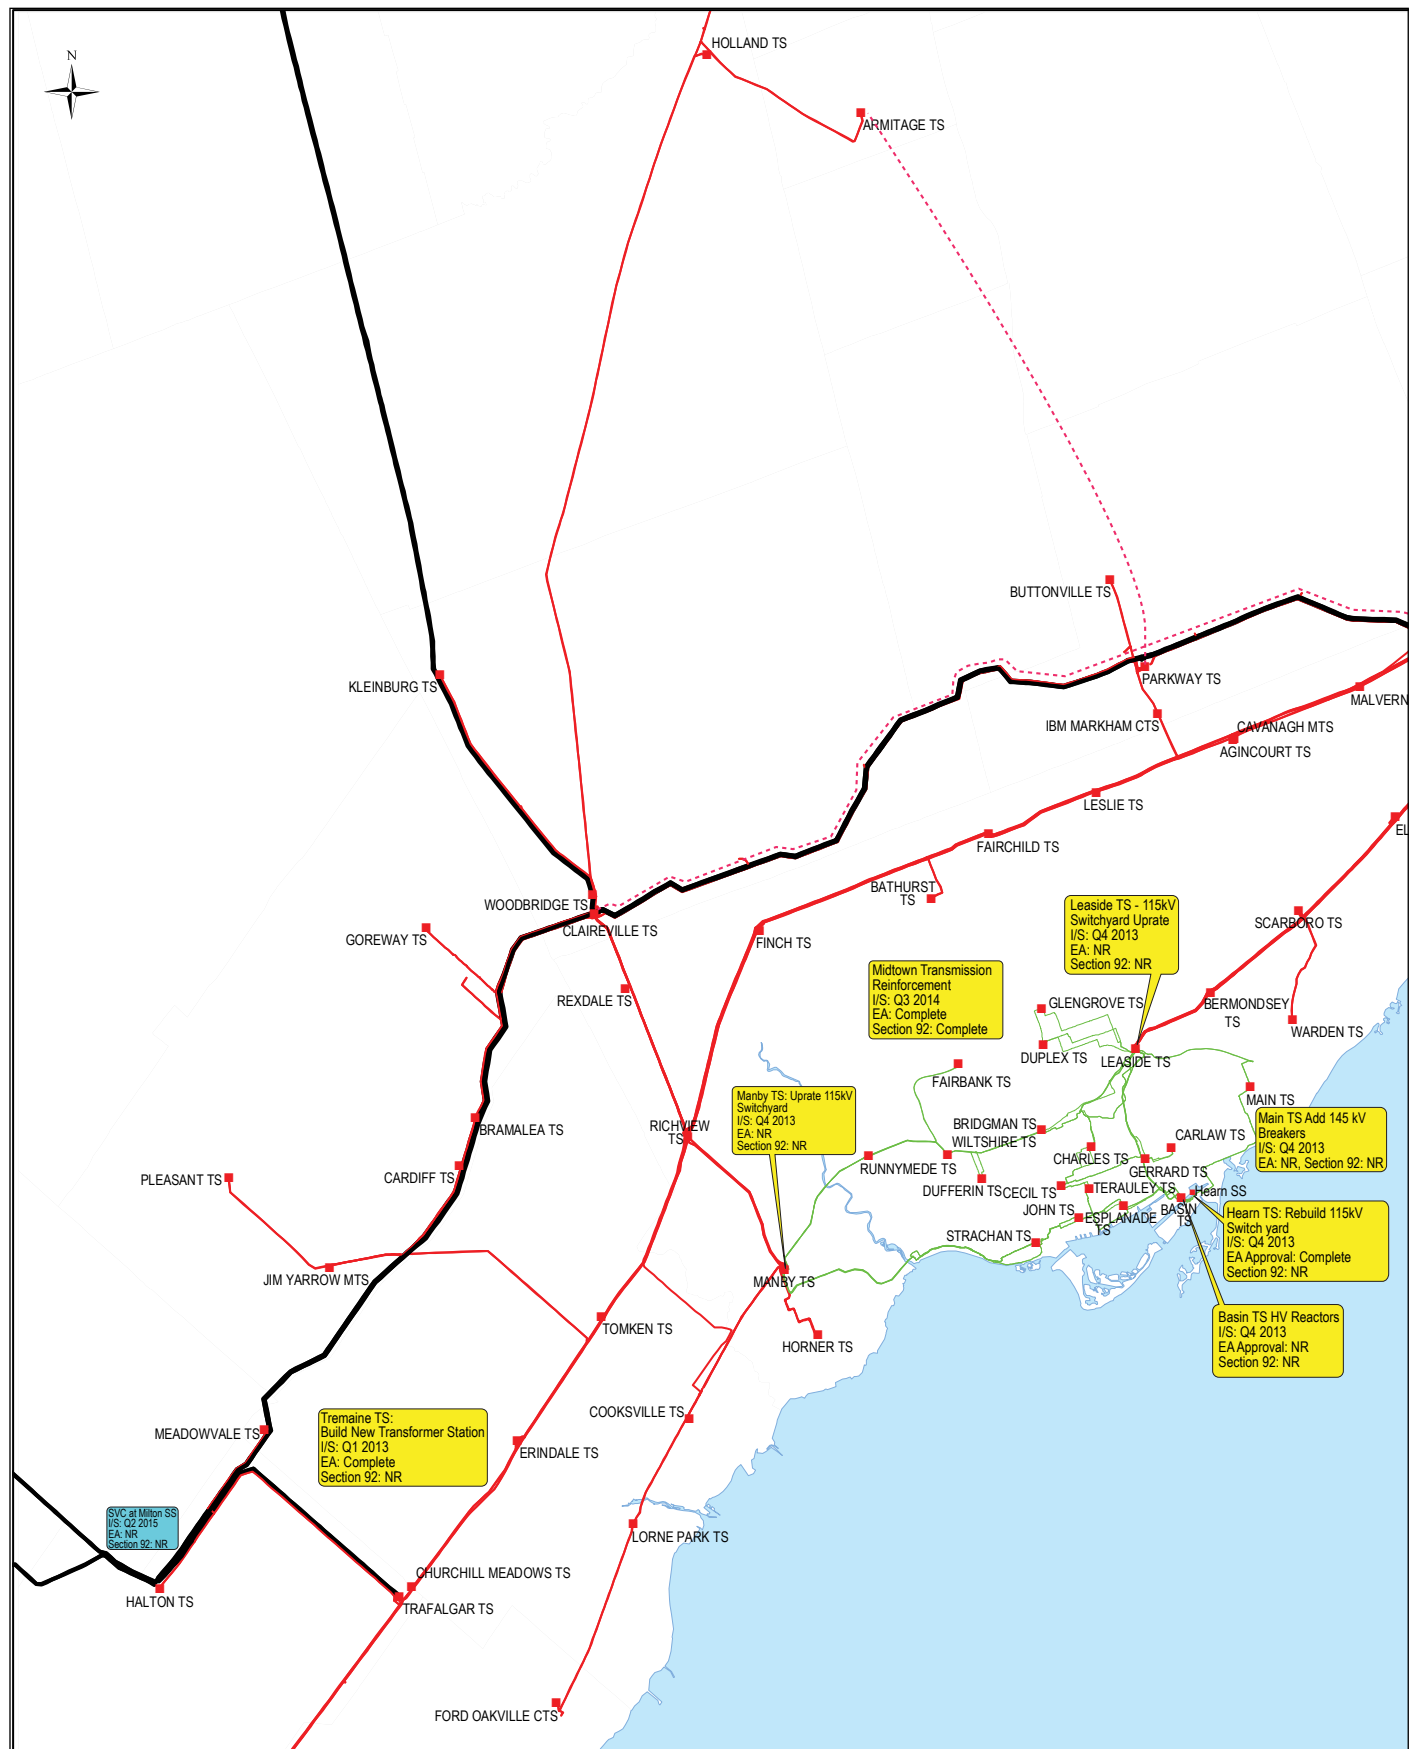 N
HOLLAND TS
ARMITAGE TS
BUTTONVILLE TS
KLEINBURG TS
PARKWAY TS
MALVERN
IBM MARKHAM CTS
CAVANAGH MTS
AGINCOURT TS
LESLIE TS
EL
FAIRCHILD TS
BATHURST
TS
WOODBRIDGE TS
CLAIREVILLE TS
GOREWAY TS
FINCH TS
SCARBORO TS
Leaside TS - 115kV
Switchyard Uprate
I/S: Q4 2013
EA: NR
Section 92: NR
Midtown Transmission
Reinforcement
I/S: Q3 2014
EA: Complete
Section 92: Complete
REXDALE TS
GLENGROVE TS
BERMONDSEY
TS
WARDEN TS
DUPLEX TS
LEASIDE TS
FAIRBANK TS
MAIN TS
Manby TS: Uprate 115kV
Switchyard
I/S: Q4 2013
EA: NR
Section 92: NR
BRAMALEA TS
RICHVIEW
TS
BRIDGMAN TS
WILTSHIRE TS
CARLAW TS
Main TS Add 145 kV
Breakers
I/S: Q4 2013
EA: NR, Section 92: NR
PLEASANT TS
CARDIFF TS
RUNNYMEDE TS
CHARLES TS
GERRARD TS
DUFFERIN TS
CECIL TS
TERAULEY TS
Hearn SS
JOHN TS
ESPLANADE
TS
BASIN
TS
STRACHAN TS
Hearn TS: Rebuild 115kV
Switch yard
I/S: Q4 2013
EA Approval: Complete
Section 92: NR
JIM YARROW MTS
MANBY TS
TOMKEN TS
HORNER TS
Basin TS HV Reactors
I/S: Q4 2013
EA Approval: NR
Section 92: NR
COOKSVILLE TS
MEADOWVALE TS
Tremaine TS:
Build New Transformer Station
I/S: Q1 2013
EA: Complete
Section 92: NR
ERINDALE TS
SVC at Milton SS
I/S: Q2 2015
EA: NR
Section 92: NR
LORNE PARK TS
CHURCHILL MEADOWS TS
HALTON TS
TRAFALGAR TS
FORD OAKVILLE CTS